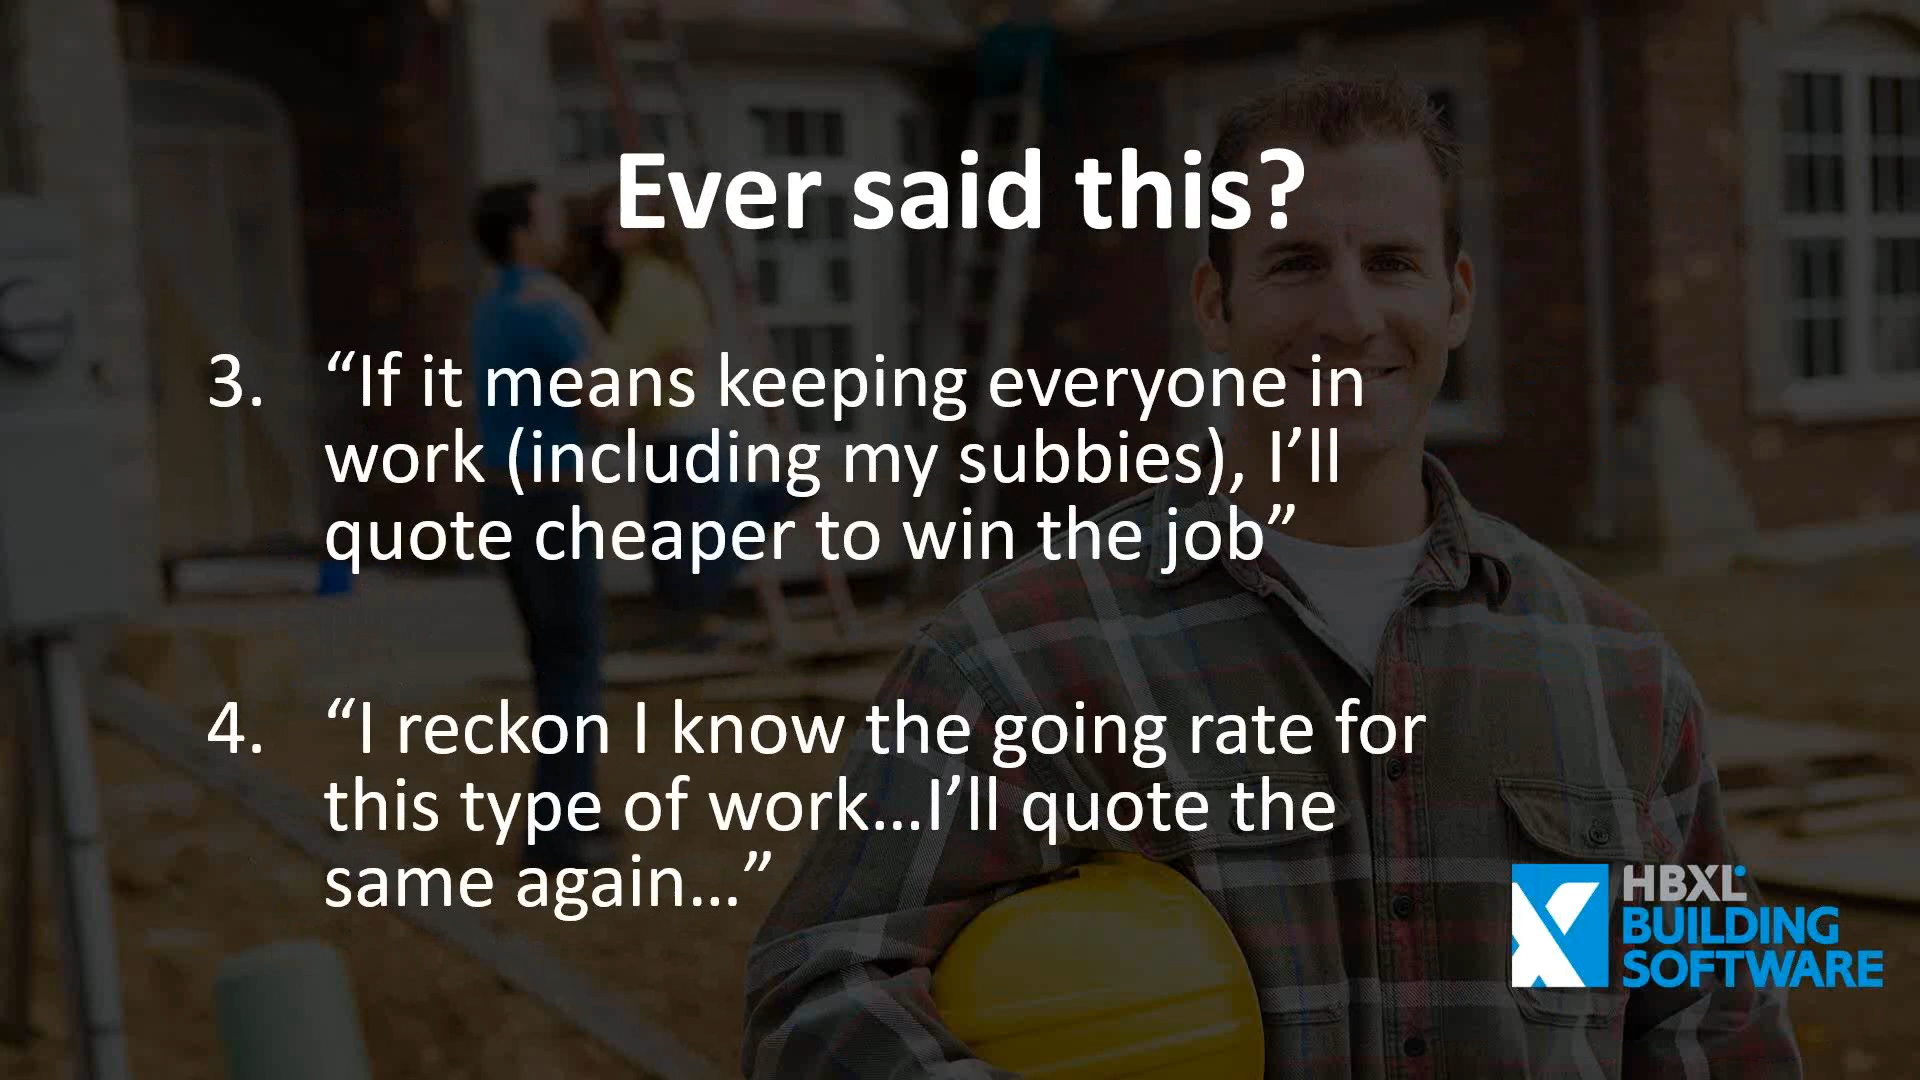 Ever said this?
3. “If it means keeping everyone in
work (including my subbies), I’ll
quote cheaper to win the job”
4. “I reckon I know the going rate for
this type of work…I’ll quote the
same again…”
HBXL
BUILDING
SOFTWARE